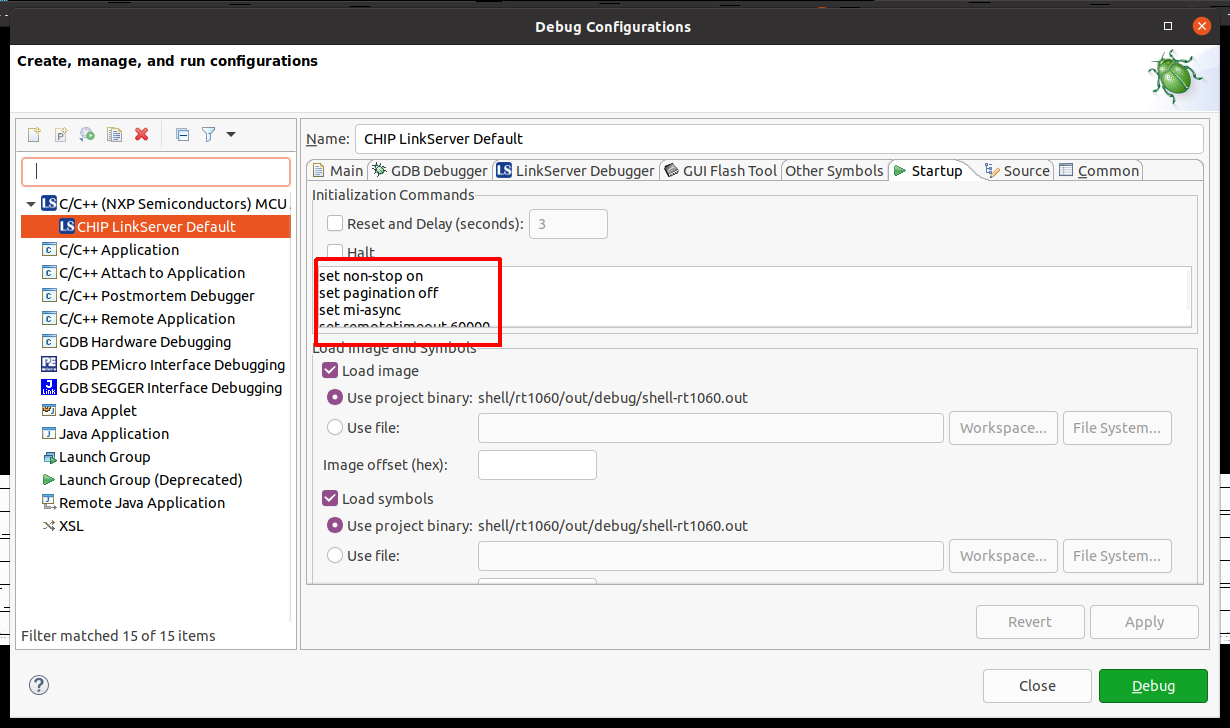 Debug Configurations
Create, manage, and run configurations
Name: CHIP LinkServer Default
Main GDB Debugger LS LinkServer Debugger GUI Flash Tool Other Symbols Startup Source Common
C/C++ (NXP Semiconductors) MCU
LS CHIP LinkServer Default
C/C++ Application
C/C++ Attach to Application
C/C++ Postmortem Debugger
C/C++ Remote Application
GDB Hardware Debugging
GDB PEMicro Interface Debugging
GDB SEGGER Interface Debugging
Java Applet
Java Application
Launch Group
Launch Group (Deprecated)
Remote Java Application
XSL
Filter matched 15 of 15 items
Initialization Commands
Reset and Delay (seconds): 3
Halt
set non-stop on
set pagination off
set mi-async
set remotetimeout 60000
Load Image and Symbols
Load image
Use project binary: shell/rt1060/out/debug/shell-rt1060.out
Use file: Workspace... File System...
Image offset (hex):
Load symbols
Use project binary: shell/rt1060/out/debug/shell-rt1060.out
Use file: Workspace... File System...
Revert Apply
? Close Debug